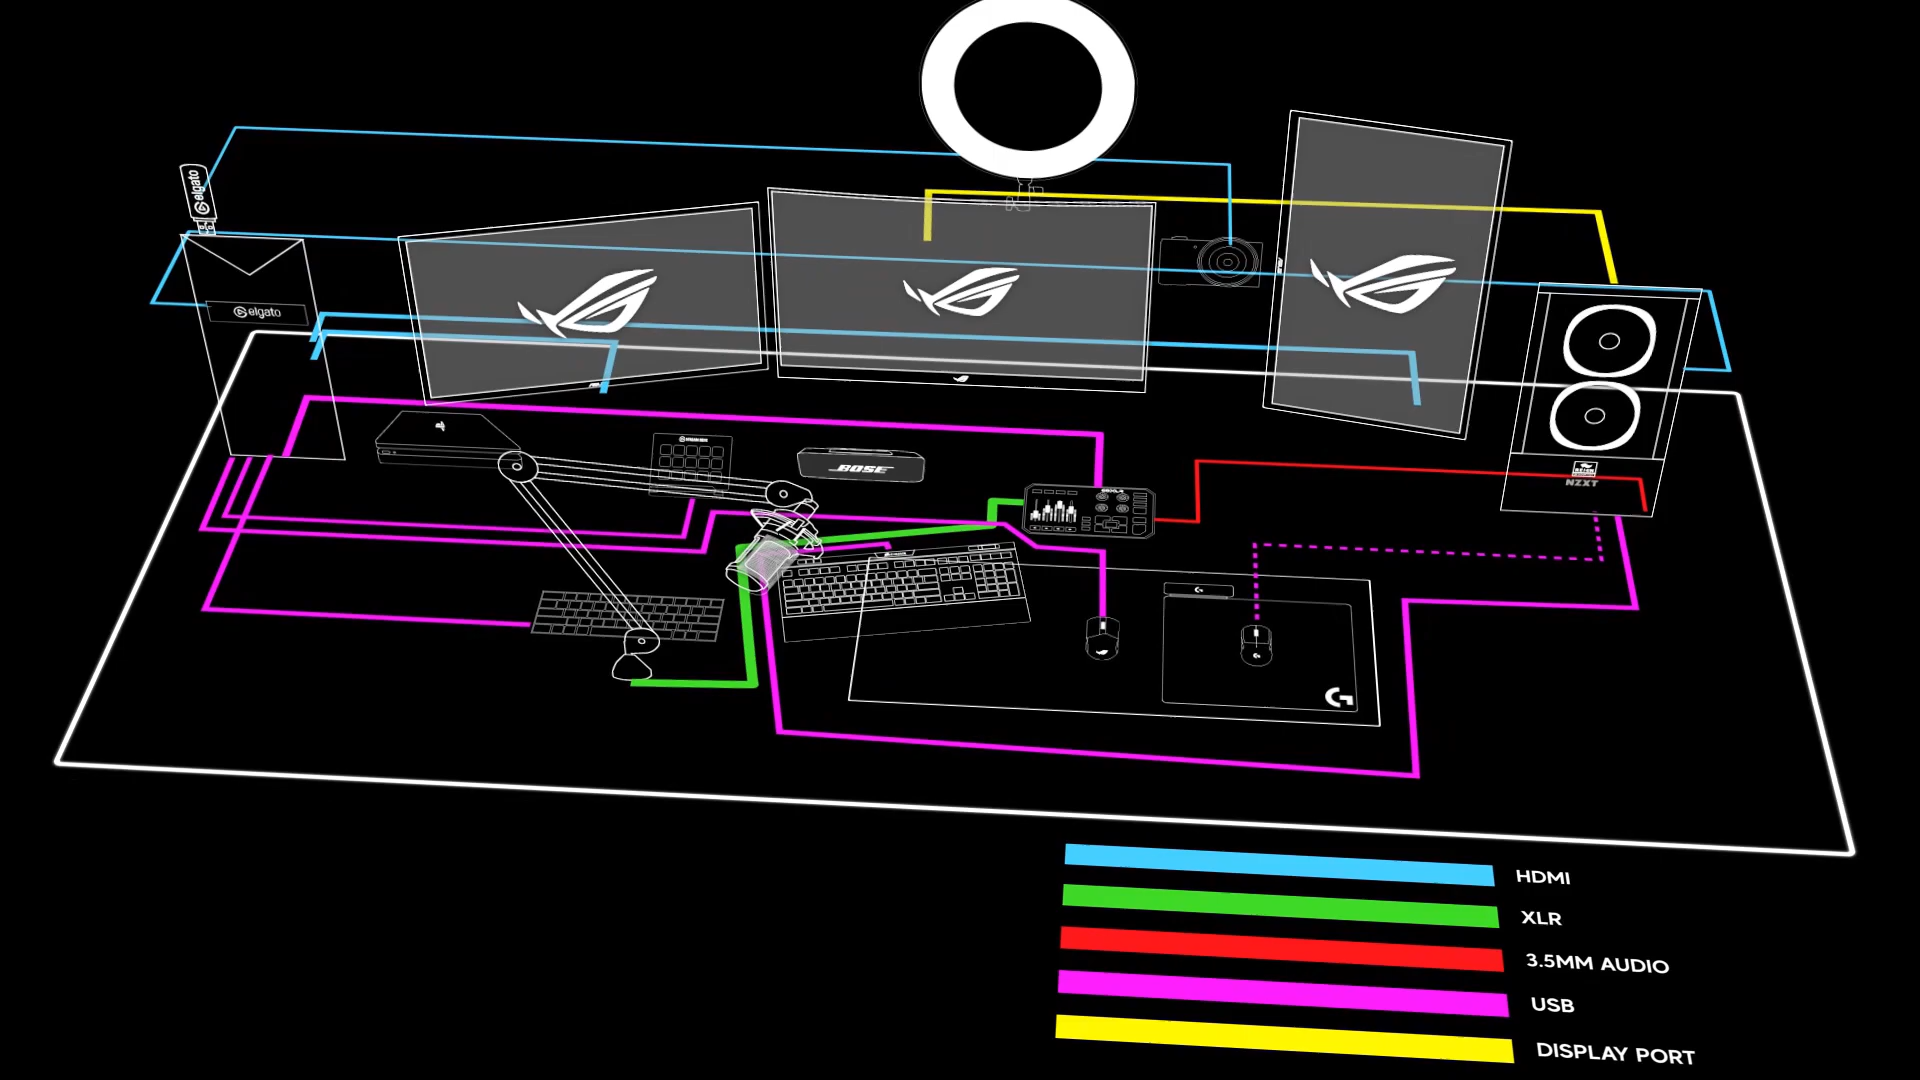 elgato
elgato
BOSE
NZXT
HDMI
XLR
3.5MM AUDIO
USB
DISPLAY PORT